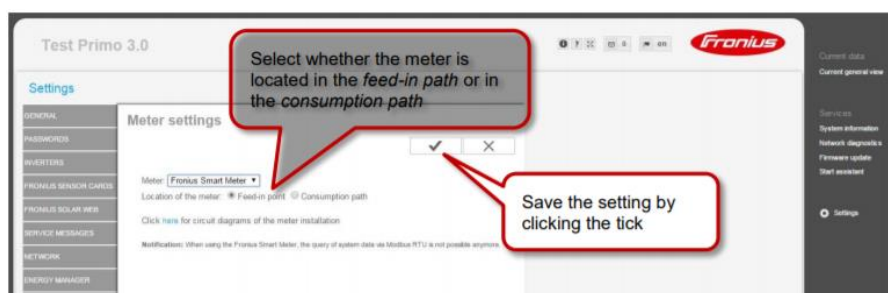 Test Primo 3.0
Fronius
Select whether the meter is
located in the feed-in path or in
the consumption path
Settings
GENERAL
PASSWORDS
INVERTERS
FRONIUS SENSOR CARDS
FRONIUS SOLAR WEB
SERVICE MESSAGES
NETWORK
ENERGY MANAGER
Meter settings
Meter: Fronius Smart Meter
Location of the meter: Feed-in point Consumption path
Click here for circuit diagrams of the meter installation
Notification: When using the Fronius Smart Meter, the query of system data via Modbus RTU is not possible anymore.
Save the setting by
clicking the tick
Current data
Current general view
Services
System information
Network diagnostics
Firmware update
Start assistant
Settings